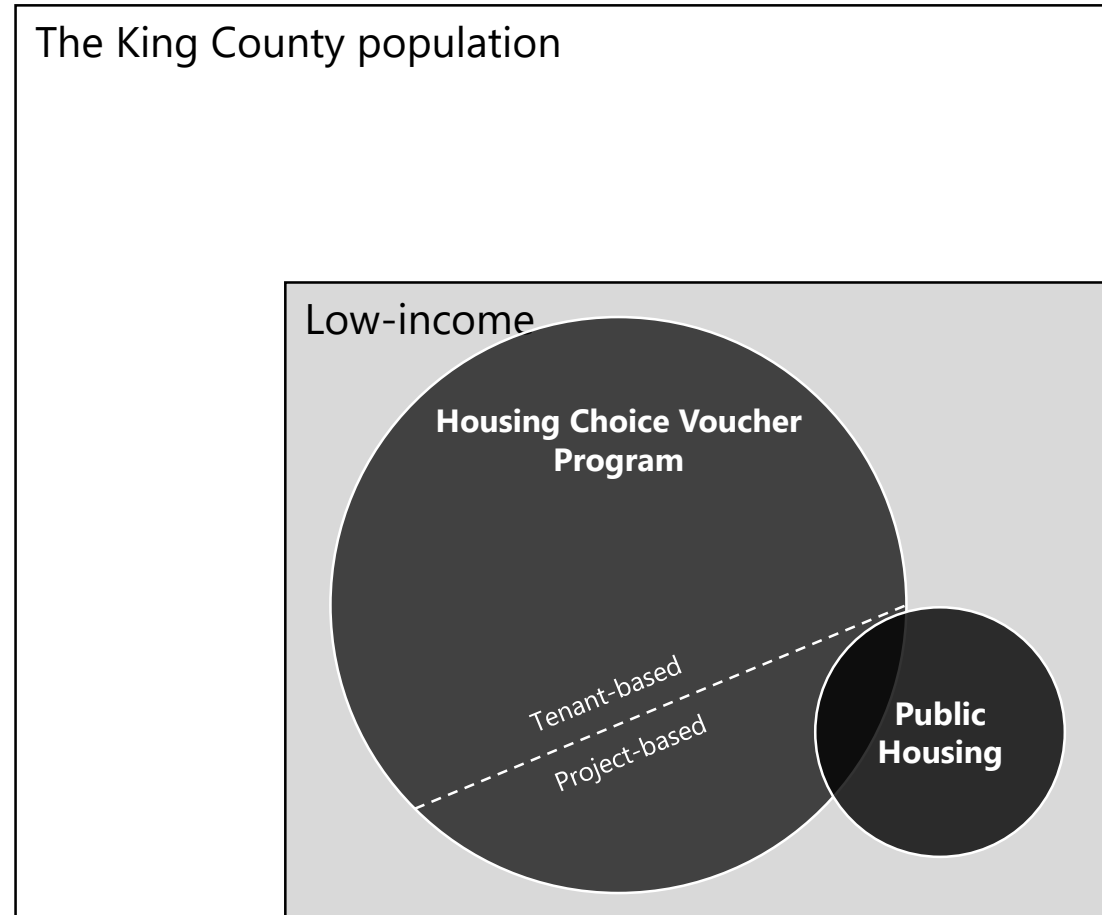 The King County population
Low-income
Housing Choice Voucher
Program
Tenant-based
Project-based
Public
Housing